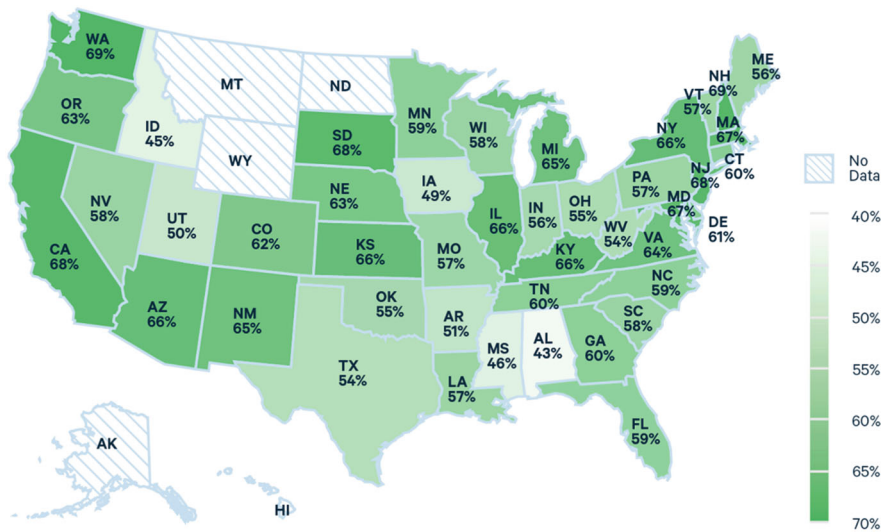 WA
69%
MT
ND
OR
63%
ID
45%
WY
SD
68%
MN
59%
WI
58%
MI
65%
NY
66%
VT
57%
NH
69%
ME
56%
MA
67%
CT
60%
NJ
68%
PA
57%
MD
67%
DE
61%
NV
58%
UT
50%
CO
62%
NE
63%
IA
49%
IL
66%
IN
56%
OH
55%
WV
54%
VA
64%
CA
68%
AZ
66%
NM
65%
KS
66%
MO
57%
KY
66%
NC
59%
TN
60%
SC
58%
OK
55%
AR
51%
MS
46%
AL
43%
GA
60%
TX
54%
LA
57%
FL
59%
AK
HI
No
Data
40%
45%
50%
55%
60%
65%
70%